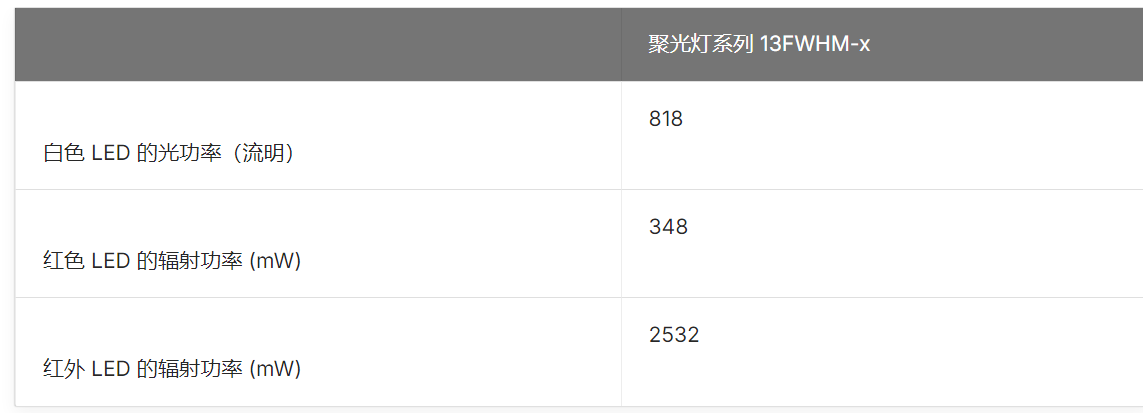 聚光灯系列 13FWHM-x
818
白色 LED 的光功率（流明）
348
红色 LED 的辐射功率 (mW)
2532
红外 LED 的辐射功率 (mW)